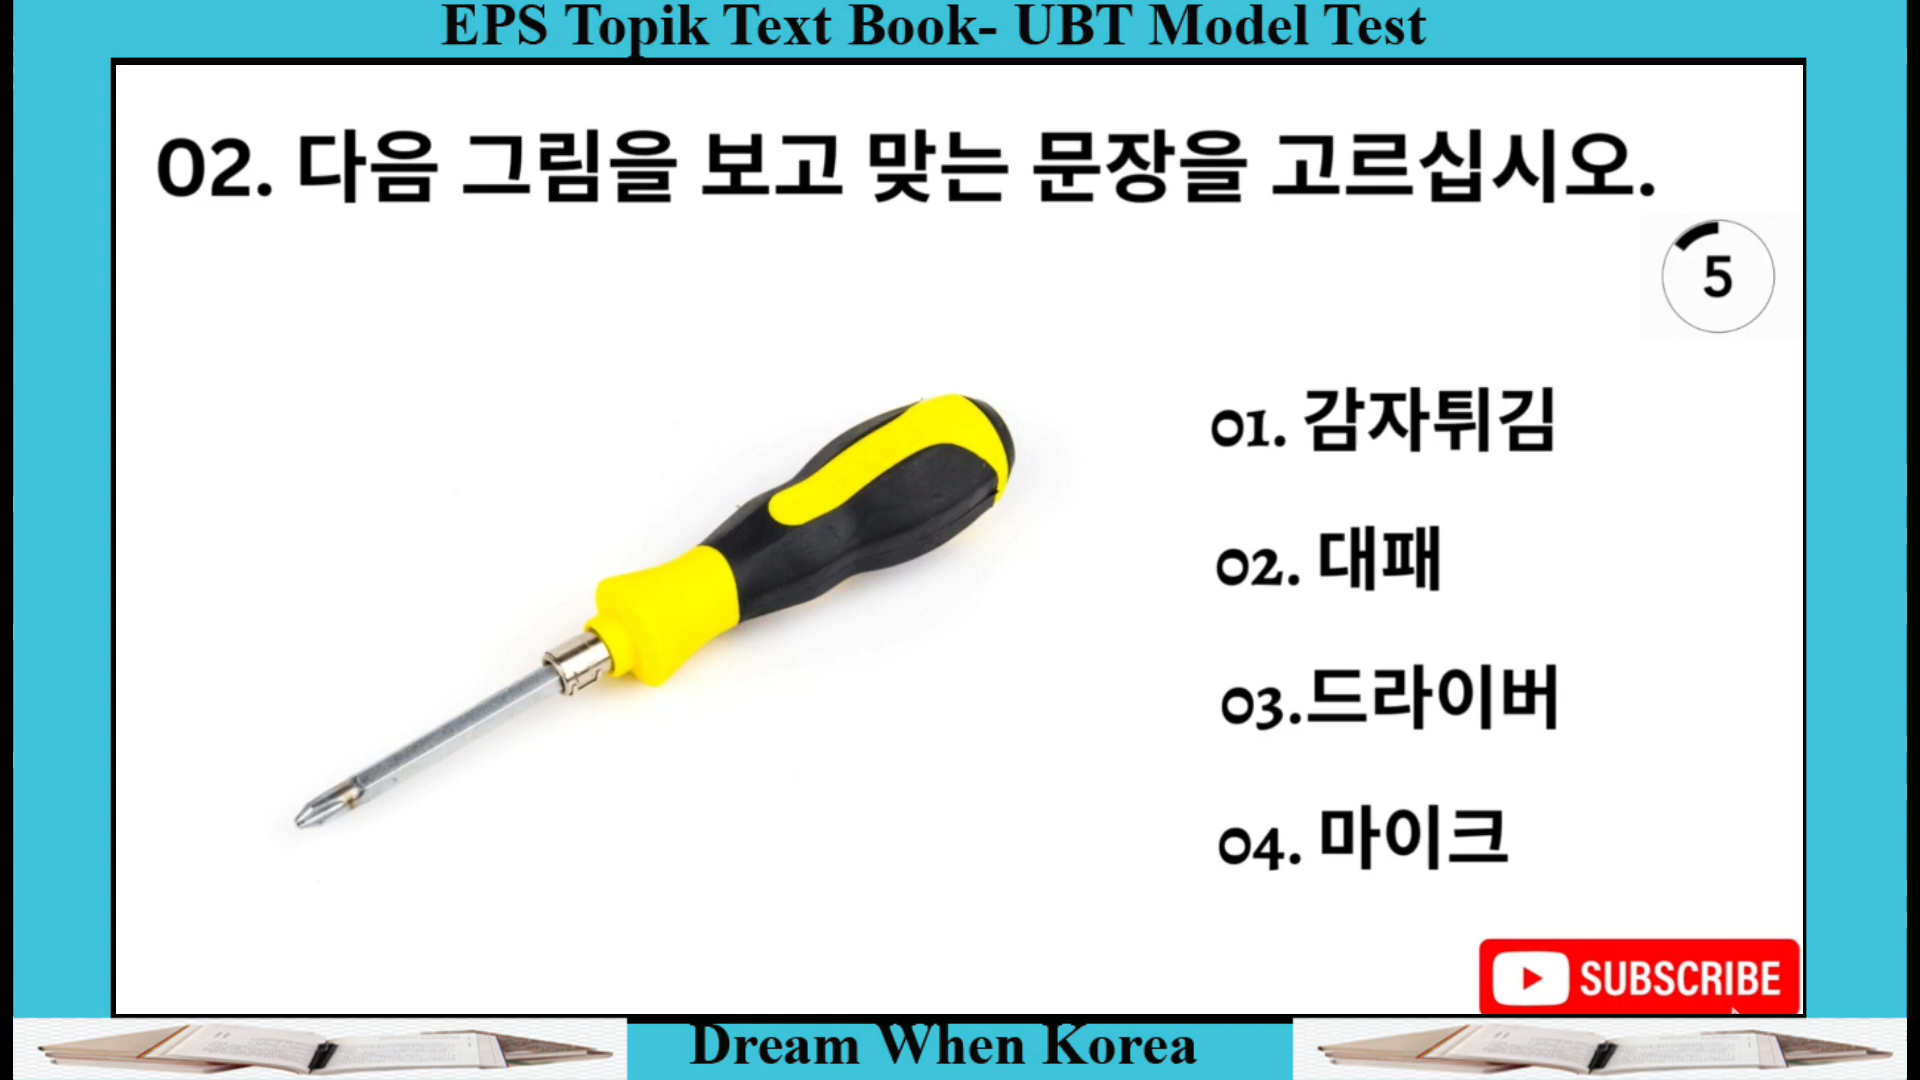 EPS Topik Text Book- UBT Model Test
02. 다음 그림을 보고 맞는 문장을 고르십시오.
5
01. 감자튀김
02. 대패
03.드라이버
04. 마이크
SUBSCRIBE
Dream When Korea